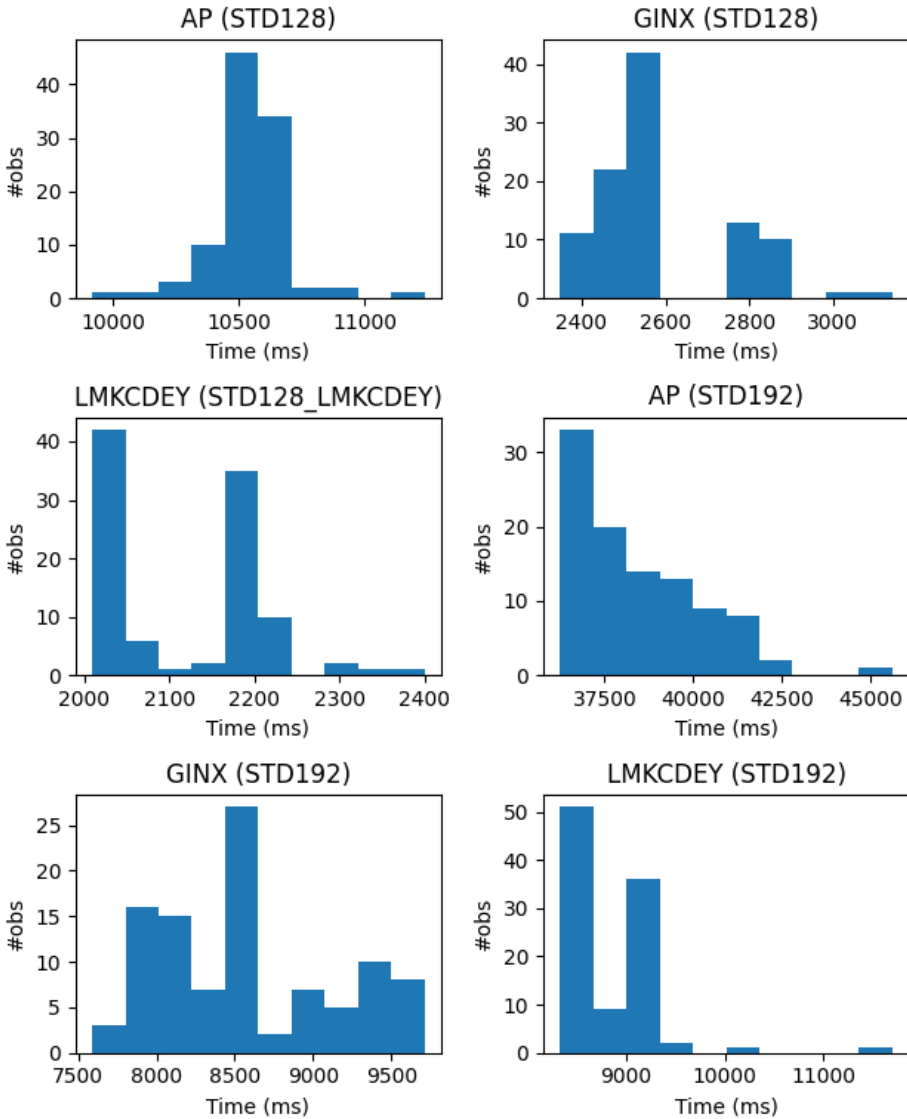 AP (STD128)
40
30
20
10
0
#obs
10000 10500 11000
Time (ms)
GINX (STD128)
40
30
20
10
0
#obs
2400 2600 2800 3000
Time (ms)
LMKCDEY (STD128_LMKCDEY)
40
30
20
10
0
#obs
2000 2100 2200 2300 2400
Time (ms)
AP (STD192)
30
20
10
0
#obs
37500 40000 42500 45000
Time (ms)
GINX (STD192)
25
20
15
10
5
0
#obs
7500 8000 8500 9000 9500
Time (ms)
LMKCDEY (STD192)
50
40
30
20
10
0
#obs
9000 10000 11000
Time (ms)